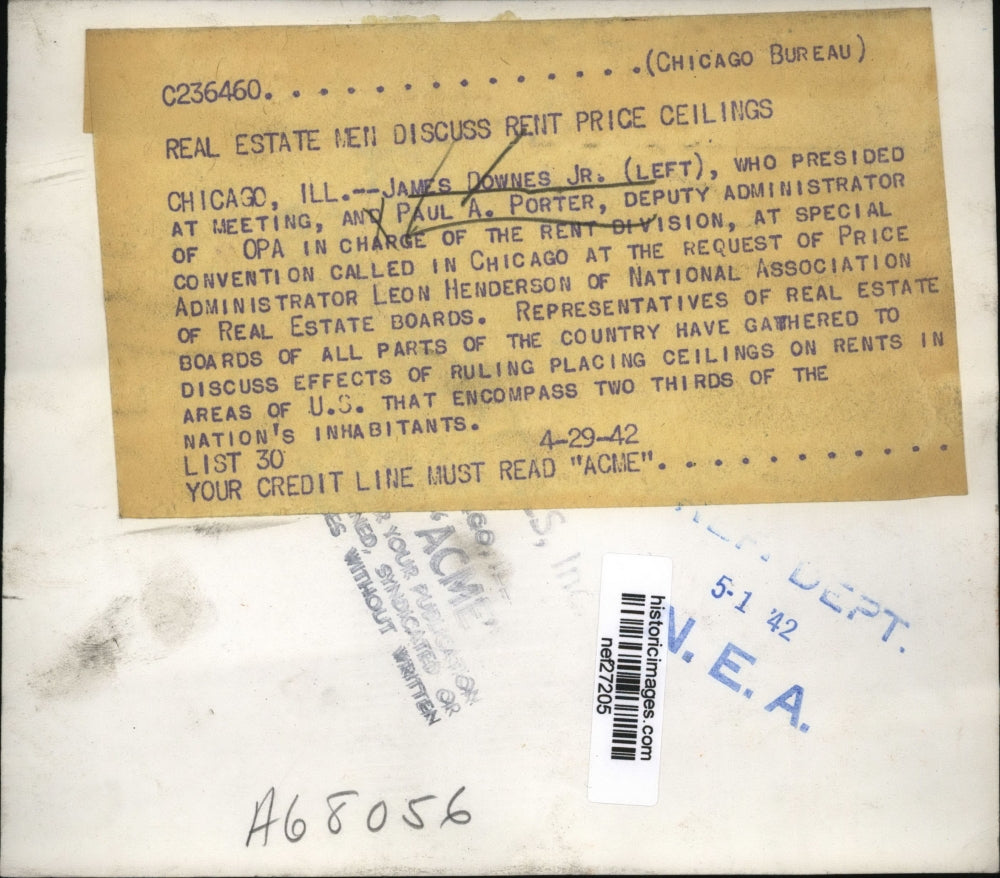 C236460. . . . . . . . . . . . . . .(CHICAGO BUREAU)
REAL ESTATE MEN DISCUSS RENT PRICE CEILINGS
CHICAGO, ILL.--JAMES DOWNES JR. (LEFT), WHO PRESIDED
AT MEETING, AND PAUL A. PORTER, DEPUTY ADMINISTRATOR
OF OPA IN CHARGE OF THE RENT DIVISION, AT SPECIAL
CONVENTION CALLED IN CHICAGO AT THE REQUEST OF PRICE
ADMINISTRATOR LEON HENDERSON OF NATIONAL ASSOCIATION
OF REAL ESTATE BOARDS. REPRESENTATIVES OF REAL ESTATE
BOARDS OF ALL PARTS OF THE COUNTRY HAVE GATHERED TO
DISCUSS EFFECTS OF RULING PLACING CEILINGS ON RENTS IN
AREAS OF U.S. THAT ENCOMPASS TWO THIRDS OF THE
NATION'S INHABITANTS.
LIST 30 4-29-42
YOUR CREDIT LINE MUST READ "ACME". . . . . . . . . . . . .
"ACME"
YOUR PUBLICATION
SYNDICATED OR
WITHOUT WRITTEN
DEPT.
5-1 '42
N. E. A.
historicimages.com
nef27205
A68056